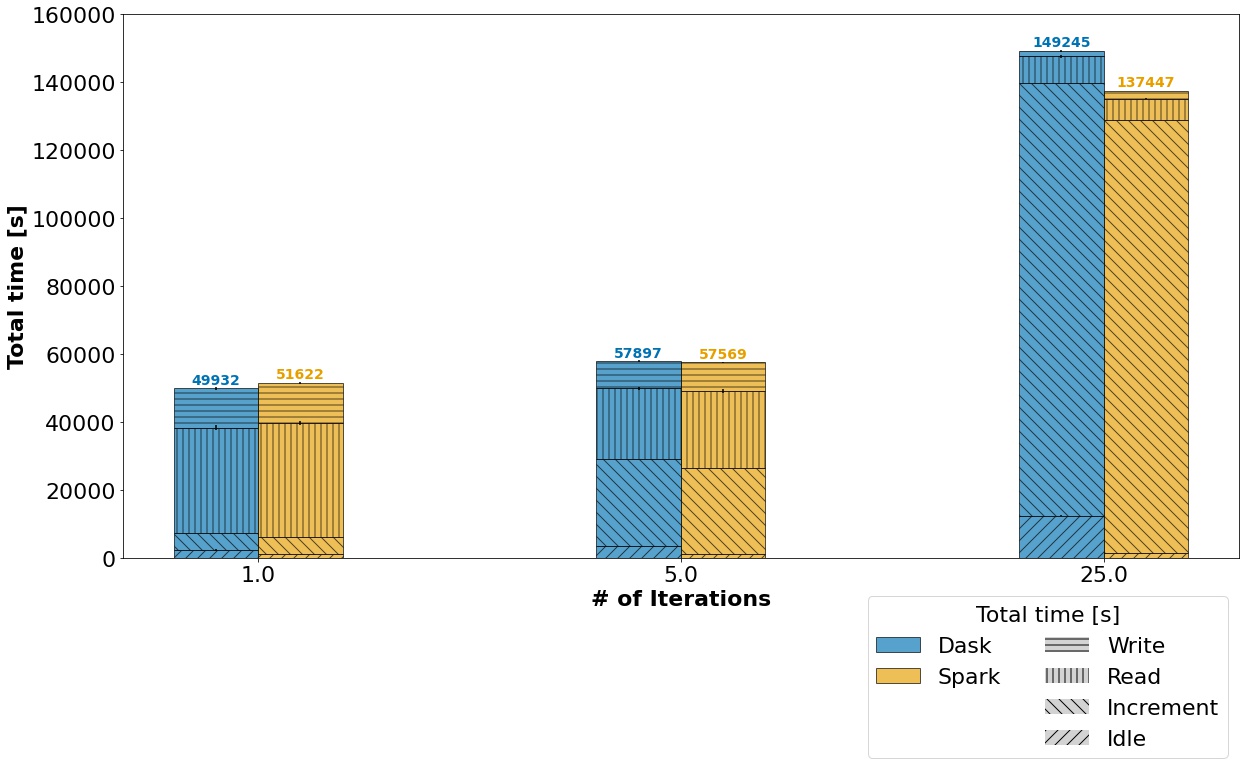 160000
140000
120000
100000
80000
60000
40000
20000
0
Total time [s]
49932
51622
57897
57569
149245
137447
1.0
5.0
25.0
# of Iterations
Total time [s]
Dask
Spark
Write
Read
Increment
Idle